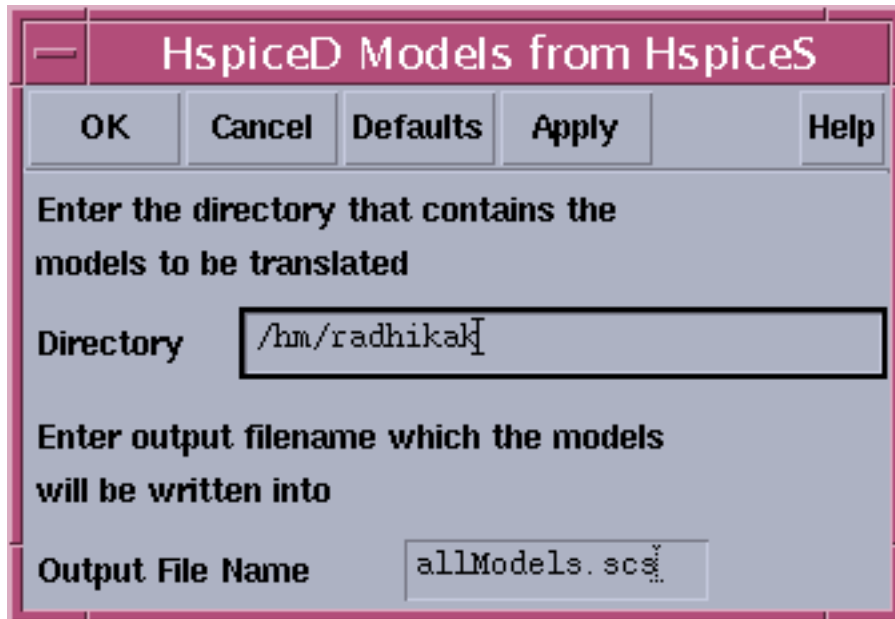 HspiceD Models from HspiceS
OK Cancel Defaults Apply Help
Enter the directory that contains the
models to be translated
Directory /hm/radhikak
Enter output filename which the models
will be written into
Output File Name allModels.scs